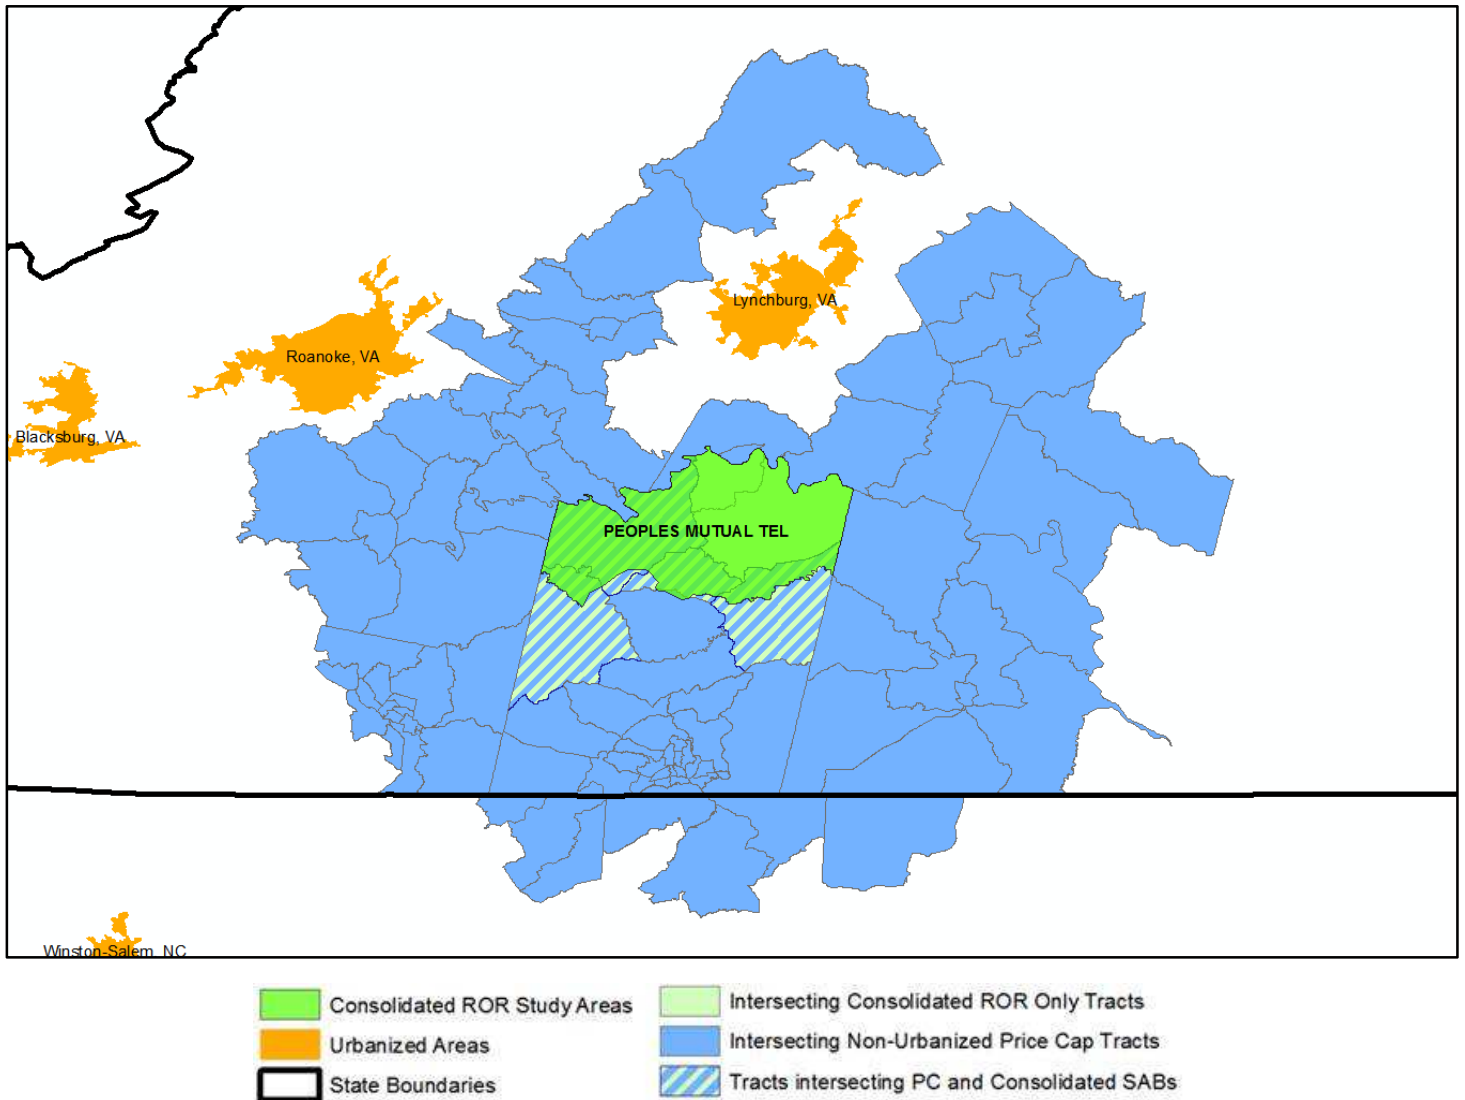 Lynchburg, VA
Roanoke, VA
Blacksburg, VA
PEOPLES MUTUAL TEL
Winston-Salem, NC
Consolidated ROR Study Areas
Urbanized Areas
State Boundaries
Intersecting Consolidated ROR Only Tracts
Intersecting Non-Urbanized Price Cap Tracts
Tracts intersecting PC and Consolidated SABs